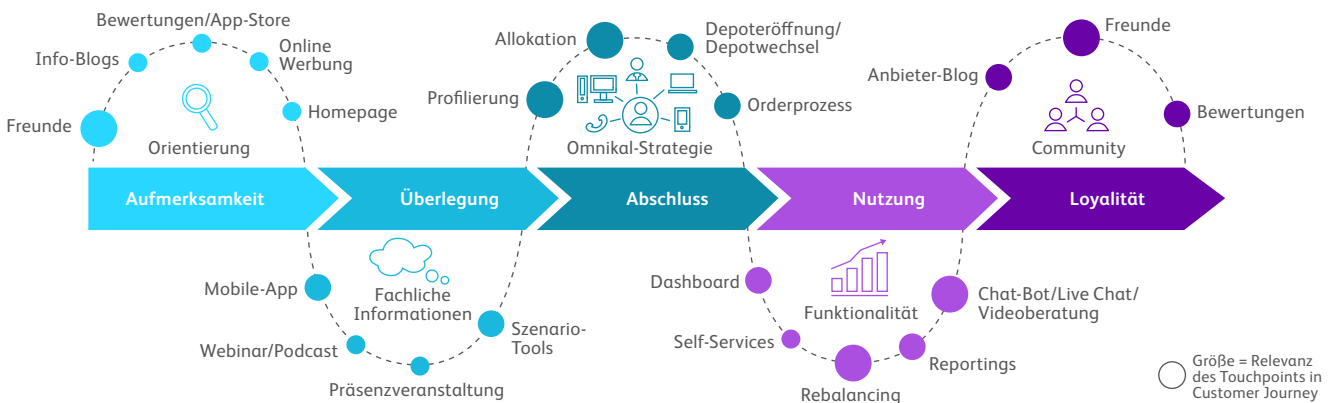 Bewertungen/App-Store
Info-Blogs
Online
Werbung
Freunde
Homepage
Orientierung
Allokation
Depoteröffnung/
Depotwechsel
Profilierung
Orderprozess
Omnikal-Strategie
Freunde
Anbieter-Blog
Bewertungen
Community
Aufmerksamkeit
Überlegung
Abschluss
Nutzung
Loyalität
Mobile-App
Fachliche
Informationen
Webinar/Podcast
Szenario-
Tools
Präsenzveranstaltung
Dashboard
Funktionalität
Chat-Bot/Live Chat/
Videoberatung
Self-Services
Reportings
Rebalancing
Größe = Relevanz
des Touchpoints in
Customer Journey